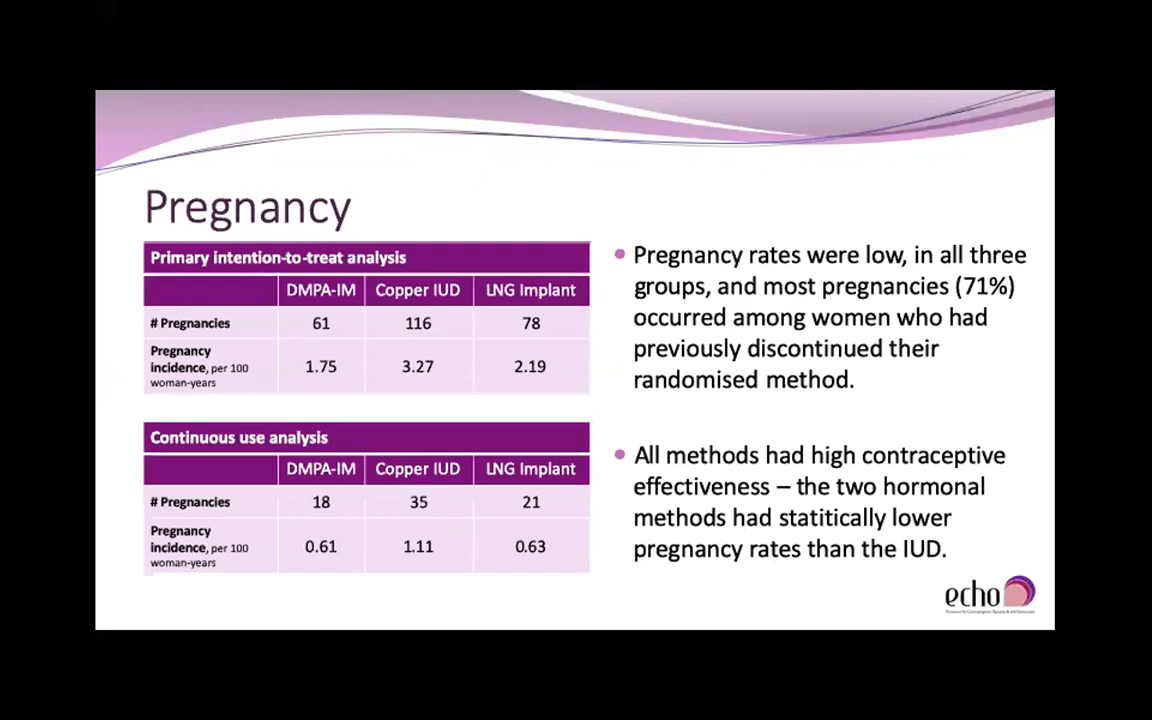 Pregnancy
Primary intention-to-treat analysis
DMPA-IM Copper IUD LNG Implant
# Pregnancies 61 116 78
Pregnancy
incidence, per 100 1.75 3.27 2.19
woman-years
Continuous use analysis
DMPA-IM Copper IUD LNG Implant
# Pregnancies 18 35 21
Pregnancy
incidence, per 100 0.61 1.11 0.63
woman-years
• Pregnancy rates were low, in all three
groups, and most pregnancies (71%)
occurred among women who had
previously discontinued their
randomised method.
• All methods had high contraceptive
effectiveness – the two hormonal
methods had statitically lower
pregnancy rates than the IUD.
echo